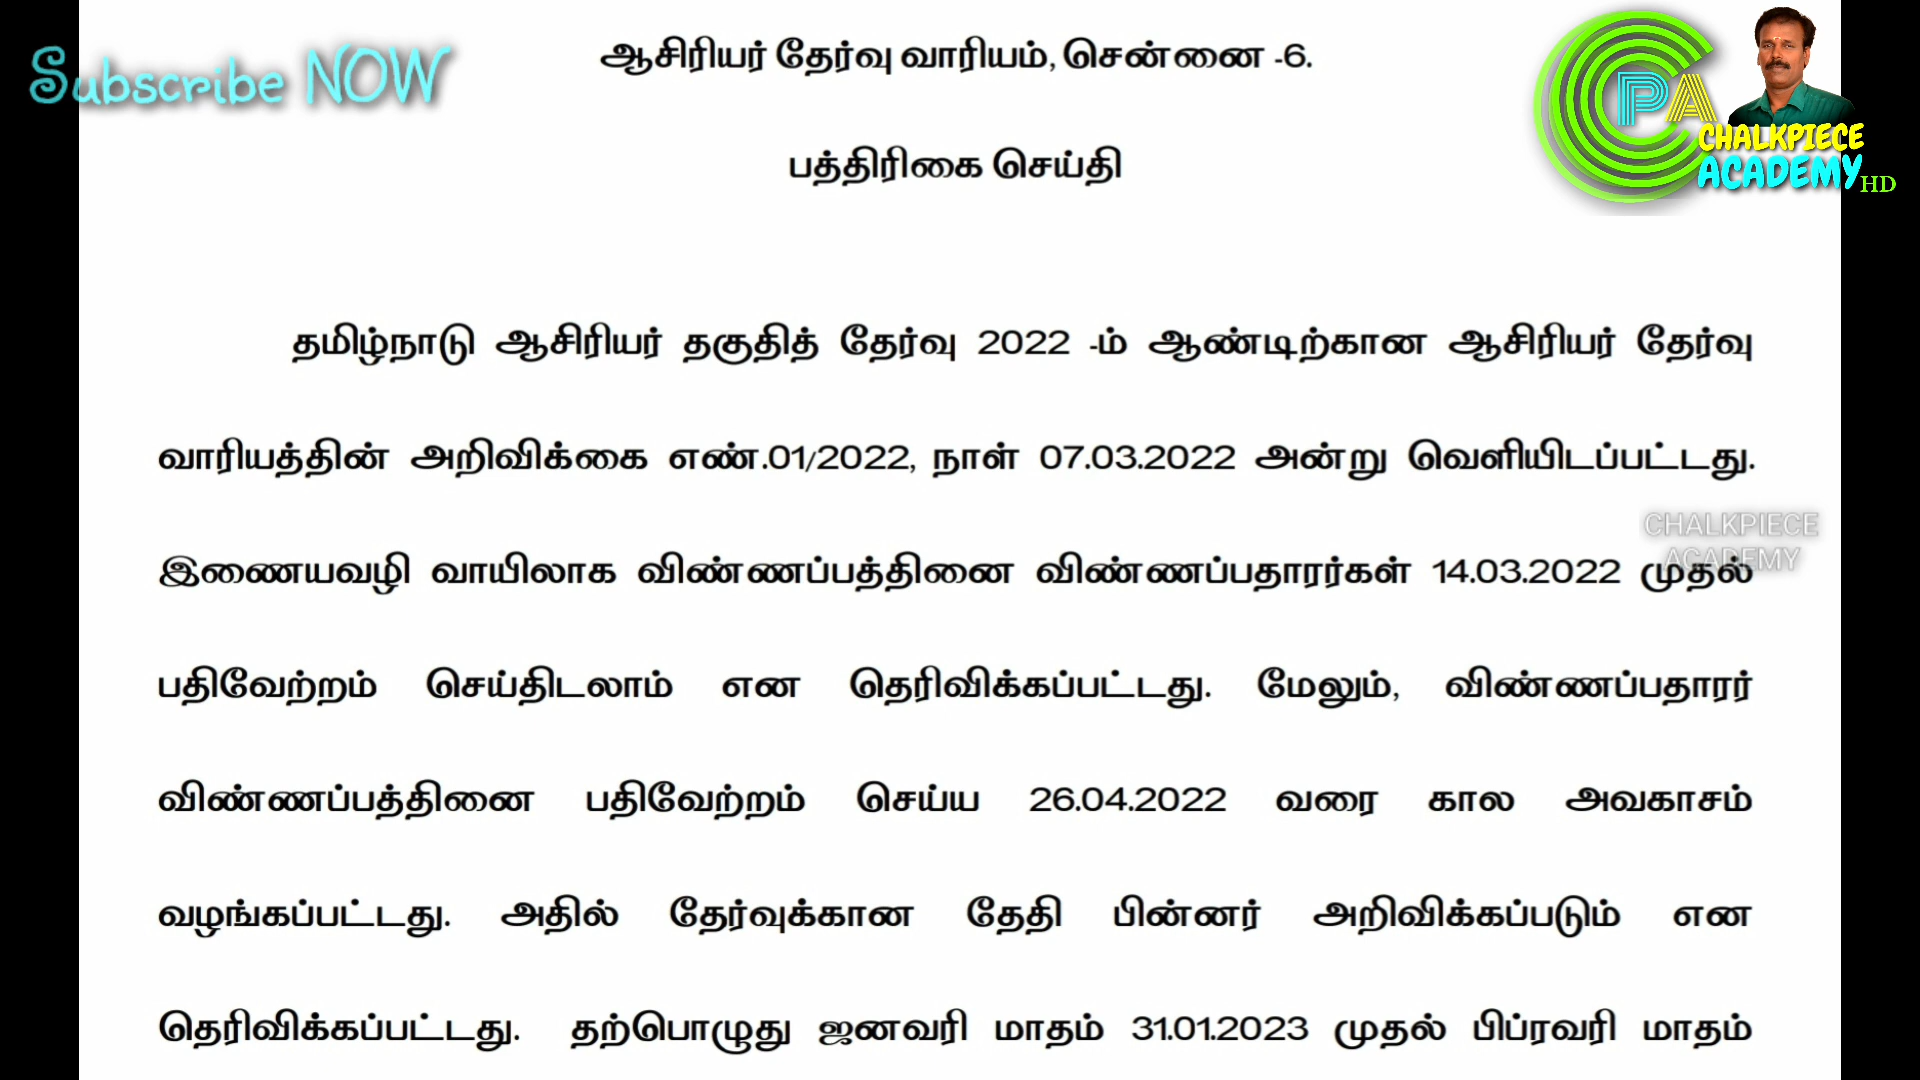 Subscribe NOW
ஆசிரியர் தேர்வு வாரியம், சென்னை -6.
PA
CHALKPIECE
ACADEMY HD
பத்திரிகை செய்தி
தமிழ்நாடு ஆசிரியர் தகுதித் தேர்வு 2022 -ம் ஆண்டிற்கான ஆசிரியர் தேர்வு
வாரியத்தின் அறிவிக்கை எண்.01/2022, நாள் 07.03.2022 அன்று வெளியிடப்பட்டது.
CHALKPIECE
ACADEMY
இணையவழி வாயிலாக விண்ணப்பத்தினை விண்ணப்பதாரர்கள் 14.03.2022 முதல்
பதிவேற்றம் செய்திடலாம் என தெரிவிக்கப்பட்டது. மேலும், விண்ணப்பதாரர்
விண்ணப்பத்தினை பதிவேற்றம் செய்ய 26.04.2022 வரை கால அவகாசம்
வழங்கப்பட்டது. அதில் தேர்வுக்கான தேதி பின்னர் அறிவிக்கப்படும் என
தெரிவிக்கப்பட்டது. தற்பொழுது ஜனவரி மாதம் 31.01.2023 முதல் பிப்ரவரி மாதம்